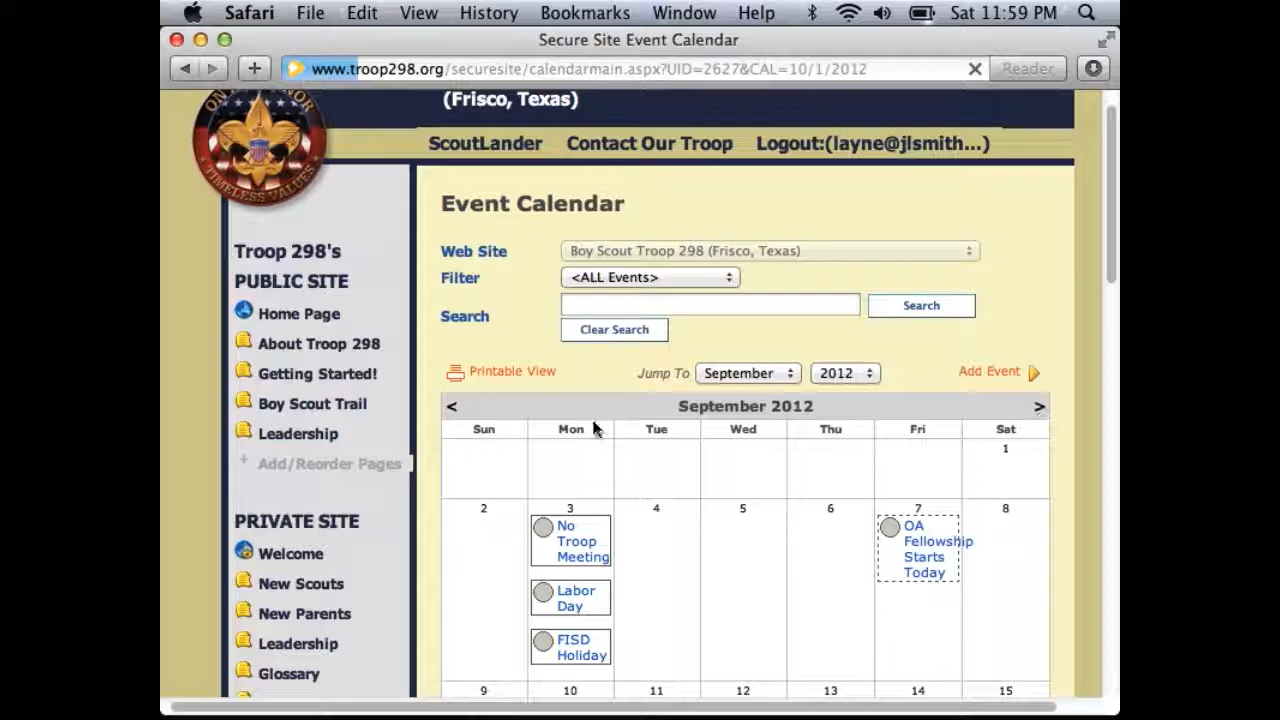 Safari File Edit View History Bookmarks Window Help Sat 11:59 PM
Secure Site Event Calendar
www.troop298.org/securesite/calendarmain.aspx?UID=2627&CAL=10/1/2012
Reader
(Frisco, Texas)
ScoutLander Contact Our Troop Logout:(layne@jlsmith...)
TIMELESS VALUES
Event Calendar
Web Site Boy Scout Troop 298 (Frisco, Texas)
Filter <ALL Events>
Search Search
Clear Search
Printable View Jump To September 2012 Add Event
< September 2012 >
Sun Mon Tue Wed Thu Fri Sat
1
2 3 4 5 6 7 8
No Troop Meeting
Labor Day
FISD Holiday
OA Fellowship Starts Today
9 10 11 12 13 14 15
Troop 298's
PUBLIC SITE
Home Page
About Troop 298
Getting Started!
Boy Scout Trail
Leadership
+ Add/Reorder Pages
PRIVATE SITE
Welcome
New Scouts
New Parents
Leadership
Glossary